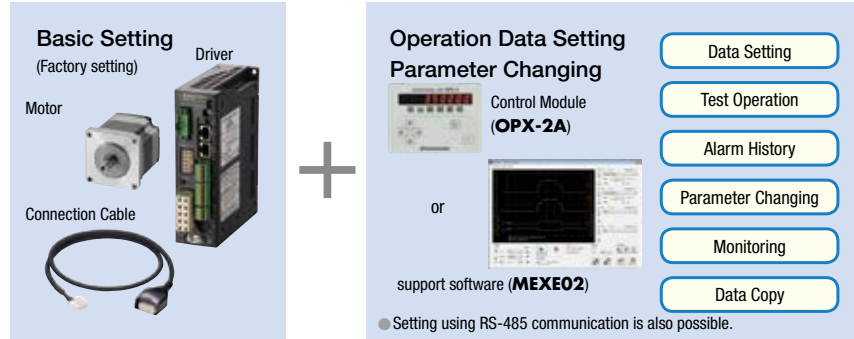 Basic Setting
(Factory setting)
Driver
Motor
Connection Cable
Operation Data Setting
Parameter Changing
Control Module
(OPX-2A)
or
support software (MEXE02)
Setting using RS-485 communication is also possible.
Data Setting
Test Operation
Alarm History
Parameter Changing
Monitoring
Data Copy